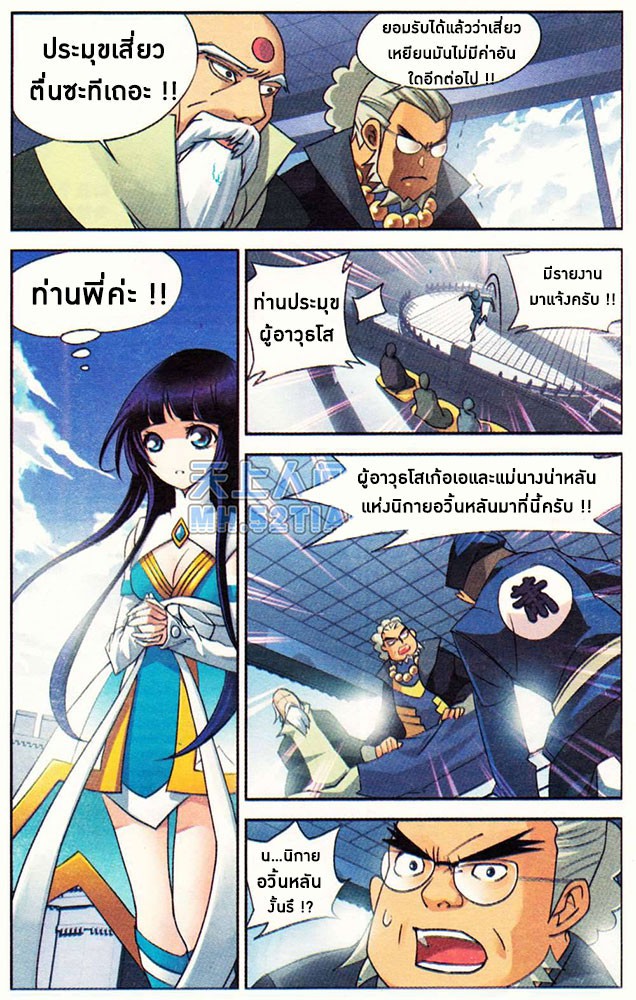 ประมุขเสี่ยว
ตื่นซะทีเถอะ !!
ยอมรับได้แล้วว่าเสี่ยว
เหยียนมันไม่มีค่าอัน
ใดอีกต่อไป !!
ท่านพี่ค่ะ !!
ท่านประมุข
ผู้อาวุธโส
มีรายงาน
มาแจ้งครับ !!
ผู้อาวุธโสเก้อเอและแม่นางน่าหลัน
แห่งนิกายอวิ้นหลันมาที่นี้ครับ !!
天上人
MH.52TIA
น...นิกาย
อวิ้นหลัน
งั้นรึ !?